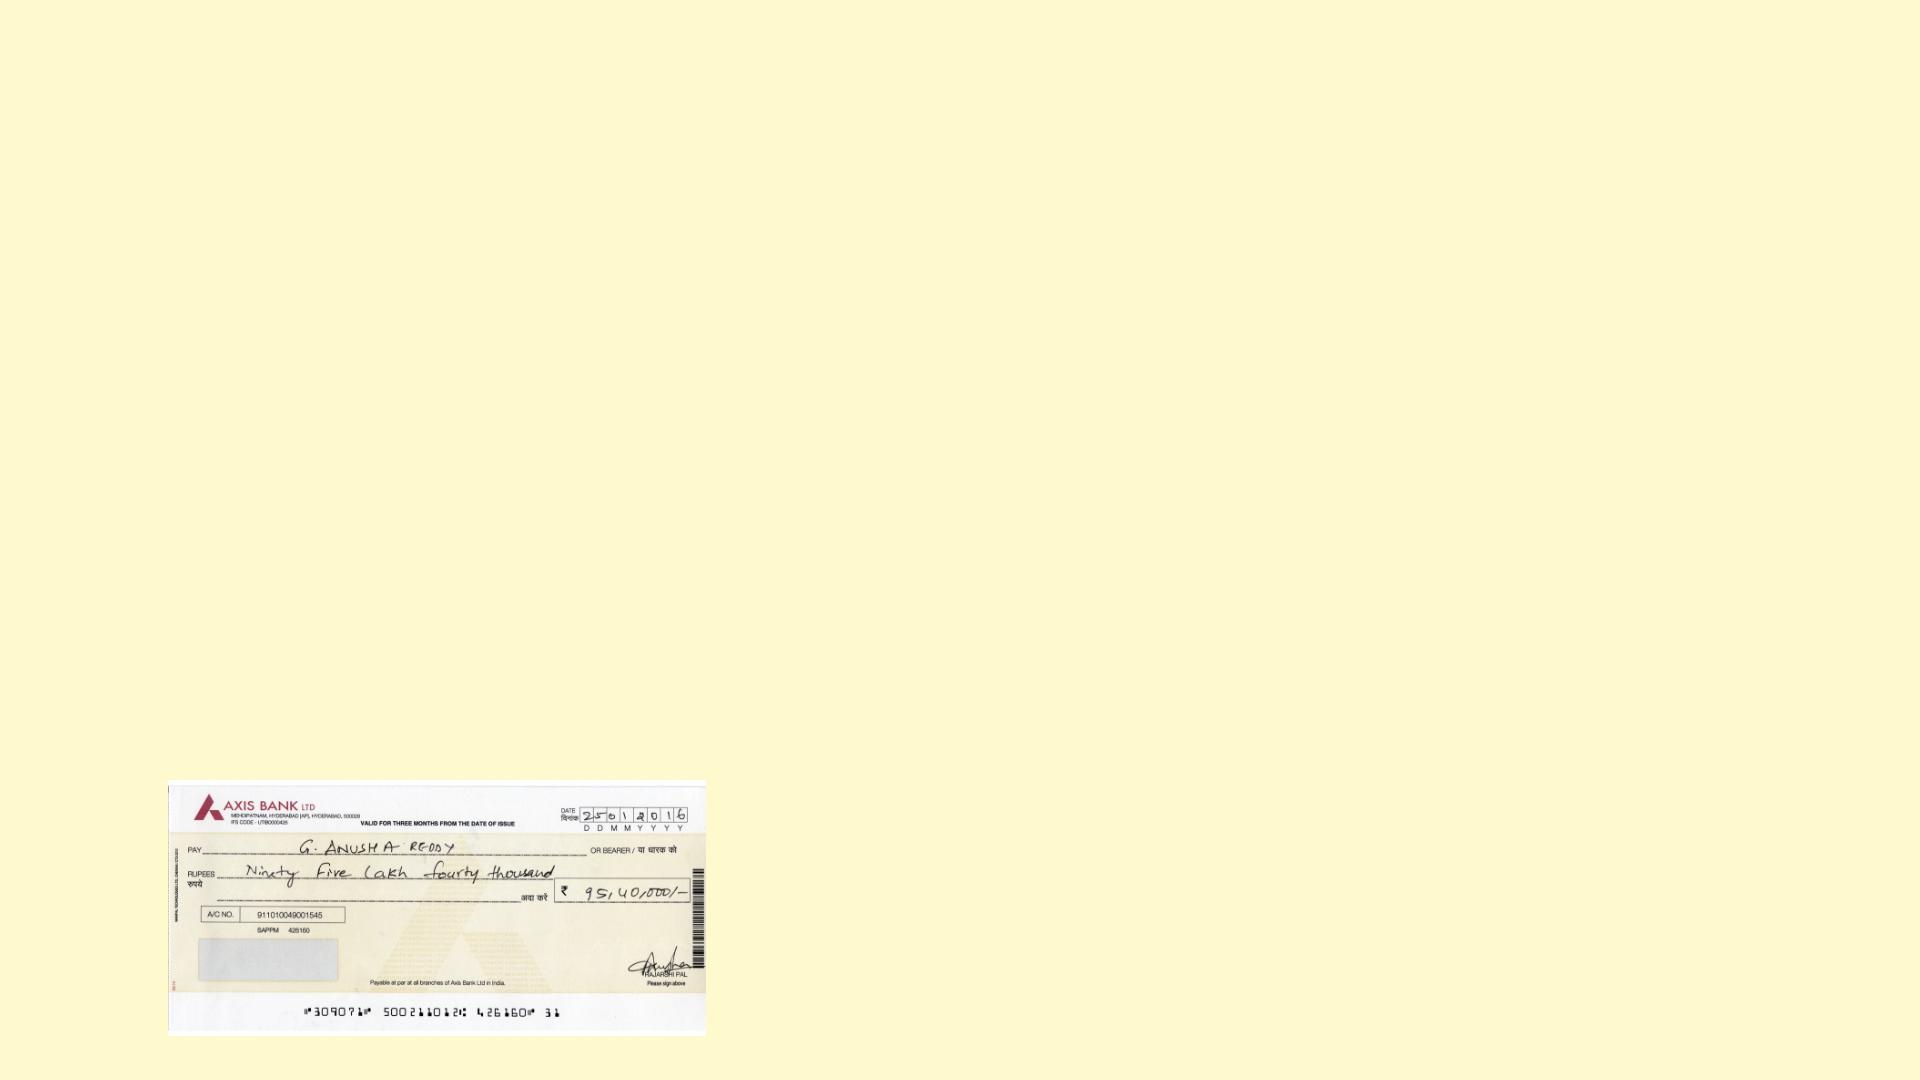 AXIS BANK LTD
MEHDIPATNAM, HYDERABAD [AP], HYDERABAD, 500028
IFS CODE - UTIB0000426
VALID FOR THREE MONTHS FROM THE DATE OF ISSUE
DATE
दिनांक 25012016
D D M M Y Y Y Y
PAY G. ANUSHA REDDY OR BEARER / या धारक को
RUPEES Ninety Five Lakh fourty thousand
रुपये
अदा करें ₹ 95,40,000/-
A/C NO. 911010049001545
SAPPM 426160
RAJARSHI PAL
Please sign above
Payable at par at all branches of Axis Bank Ltd in India.
⑈309071⑈ 500211012⑆ 426160⑈ 31